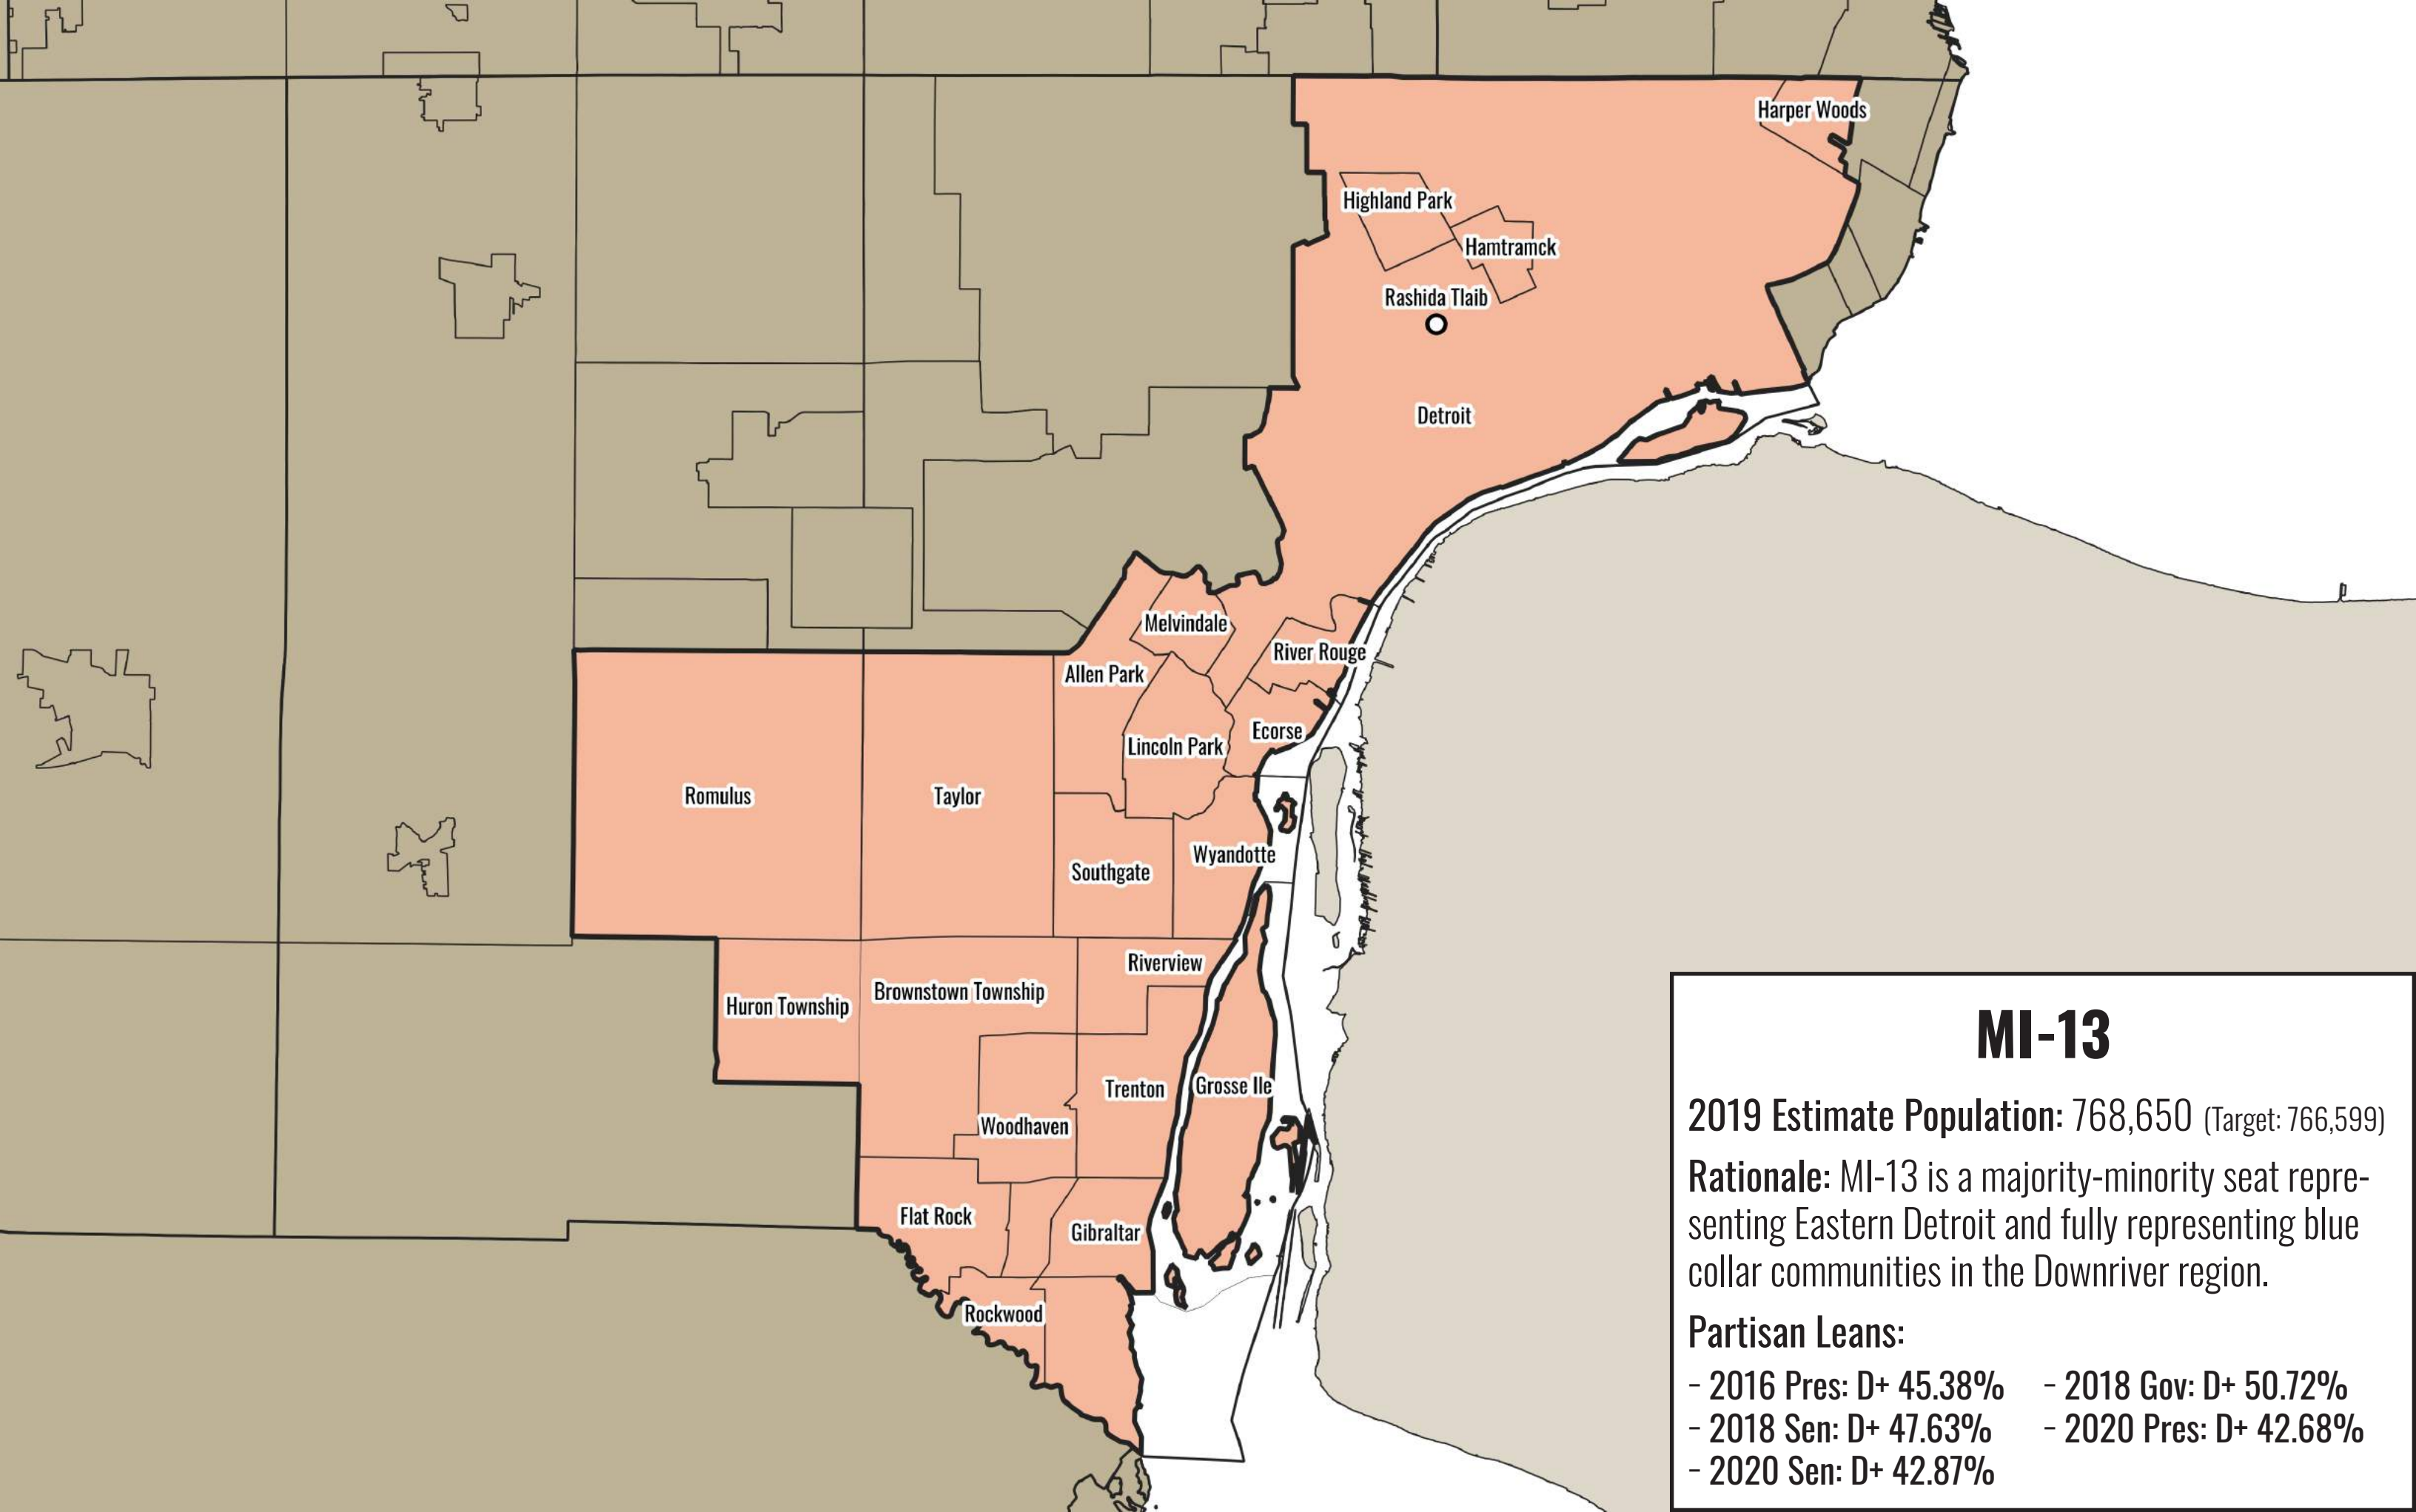 Harper Woods
Highland Park
Hamtramck
Rashida Tlaib
Detroit
Melvindale
River Rouge
Allen Park
Ecorse
Lincoln Park
Romulus
Taylor
Wyandotte
Southgate
Riverview
Brownstown Township
Huron Township
Trenton
Grosse Ile
Woodhaven
Flat Rock
Gibraltar
Rockwood
MI-13
2019 Estimate Population: 768,650 (Target: 766,599)
Rationale: MI-13 is a majority-minority seat repre-
senting Eastern Detroit and fully representing blue
collar communities in the Downriver region.
Partisan Leans:
- 2016 Pres: D+ 45.38% - 2018 Gov: D+ 50.72%
- 2018 Sen: D+ 47.63% - 2020 Pres: D+ 42.68%
- 2020 Sen: D+ 42.87%